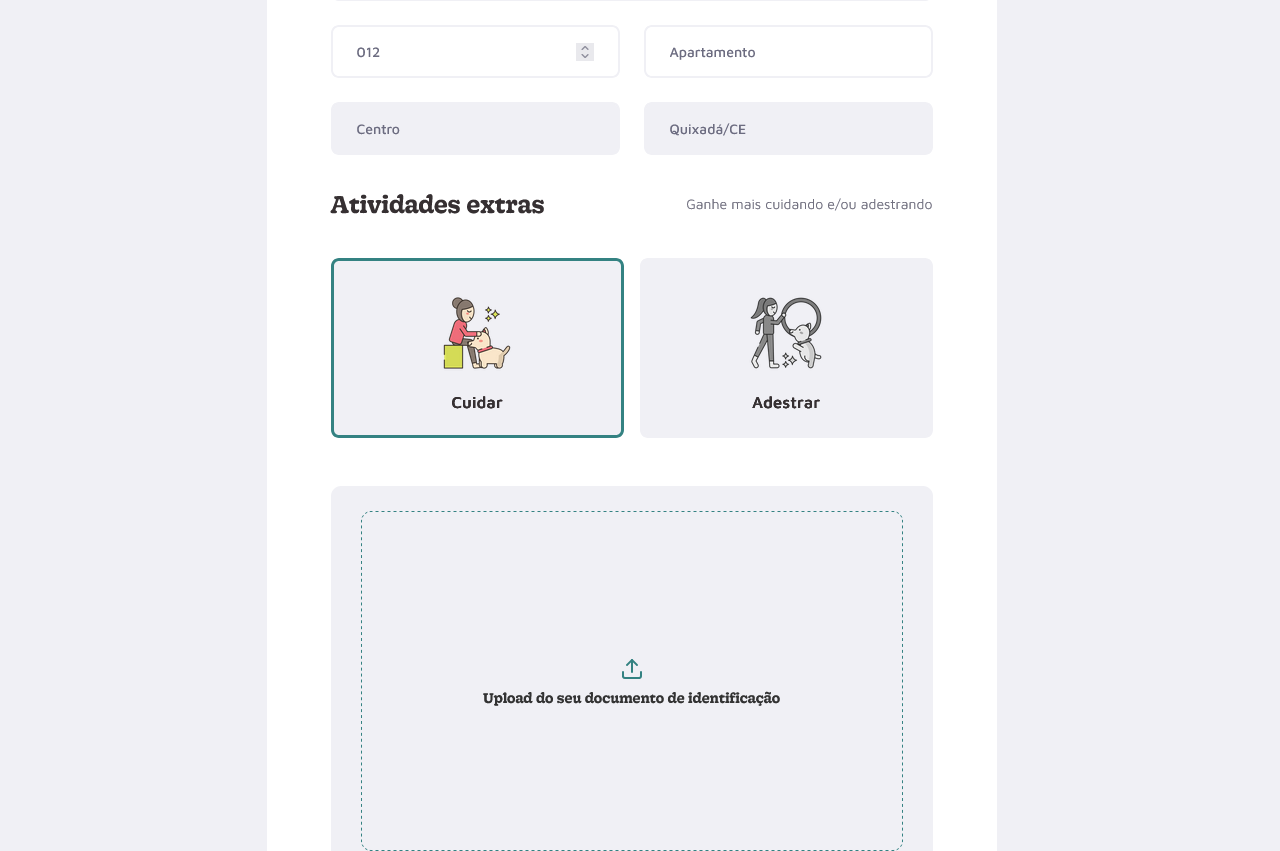 012
Apartamento
Centro
Quixadá/CE
Atividades extras
Ganhe mais cuidando e/ou adestrando
Cuidar
Adestrar
Upload do seu documento de identificação